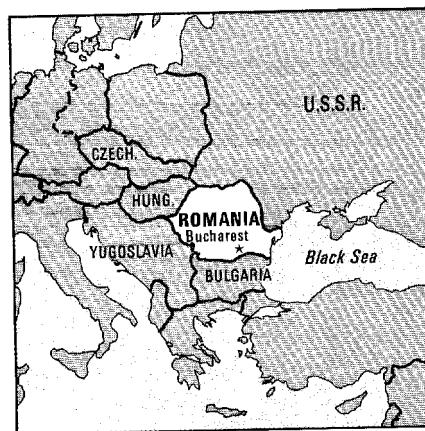 U.S.S.R.
CZECH.
HUNG.
ROMANIA
Bucharest
YUGOSLAVIA
Black Sea
BULGARIA